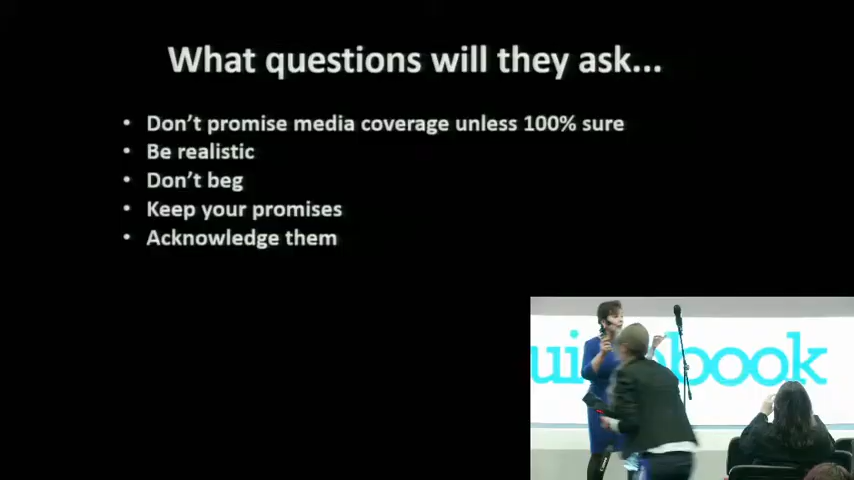 What questions will they ask...
• Don't promise media coverage unless 100% sure
• Be realistic
• Don't beg
• Keep your promises
• Acknowledge them